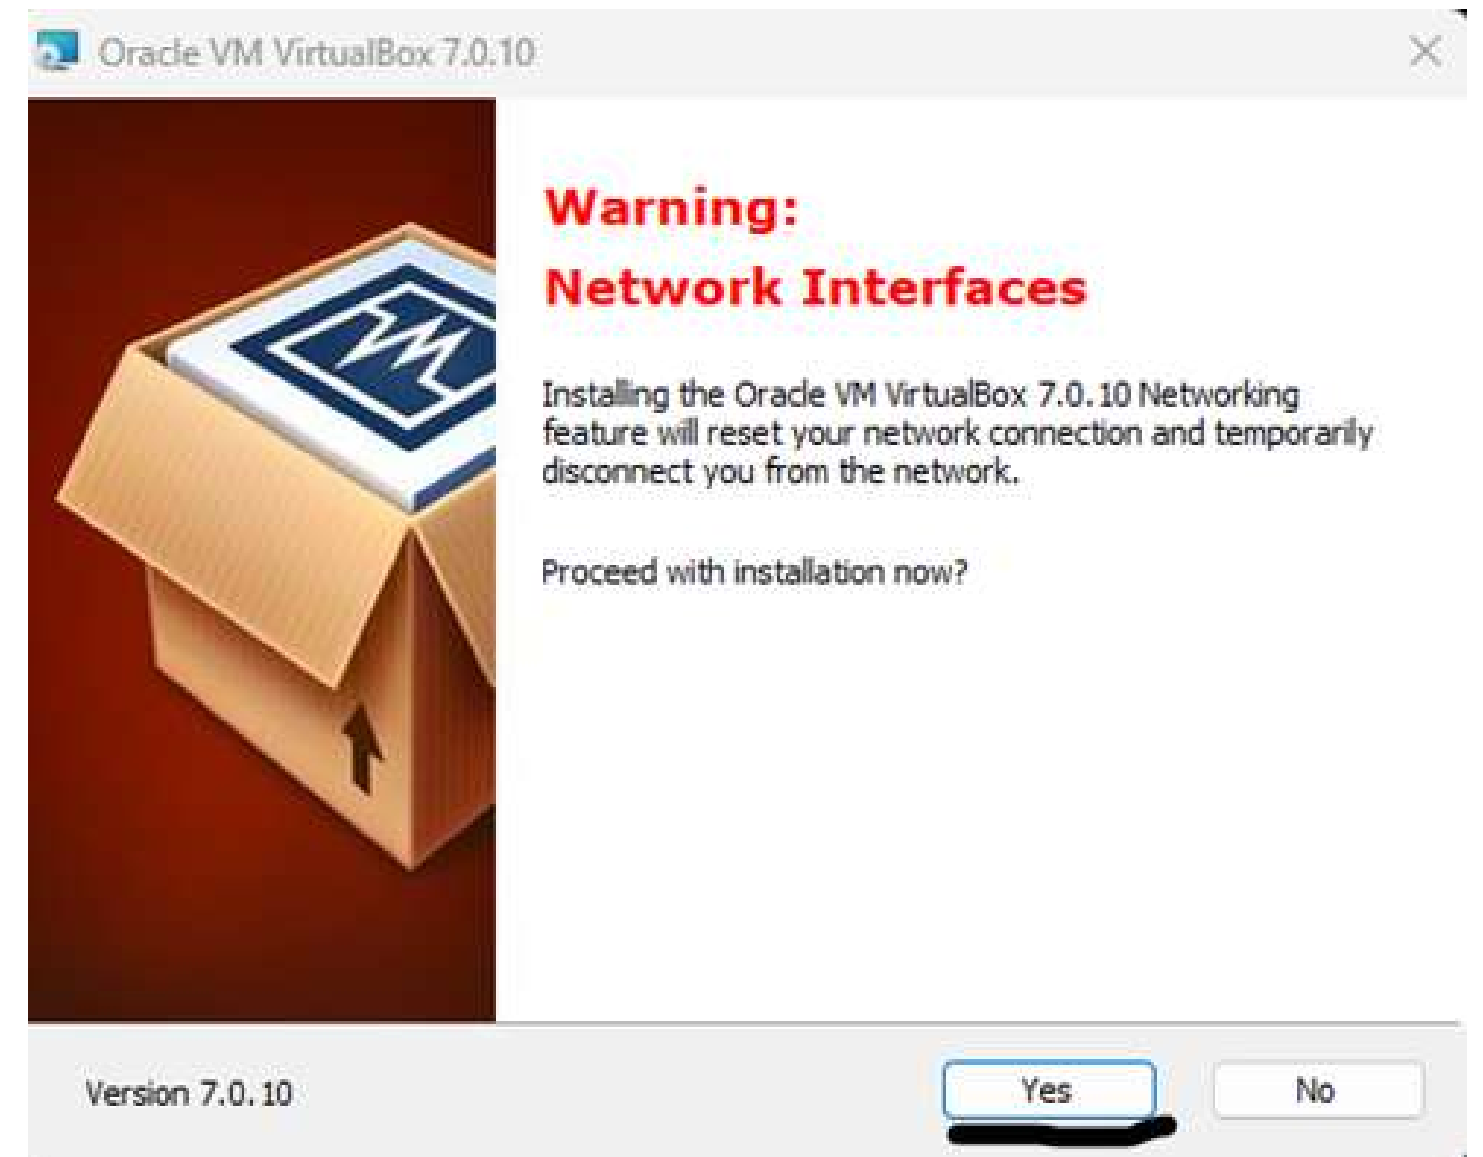 Oracle VM VirtualBox 7.0.10
Warning:
Network Interfaces
Installing the Oracle VM VirtualBox 7.0.10 Networking
feature will reset your network connection and temporarily
disconnect you from the network.
Proceed with installation now?
Version 7.0.10
Yes
No